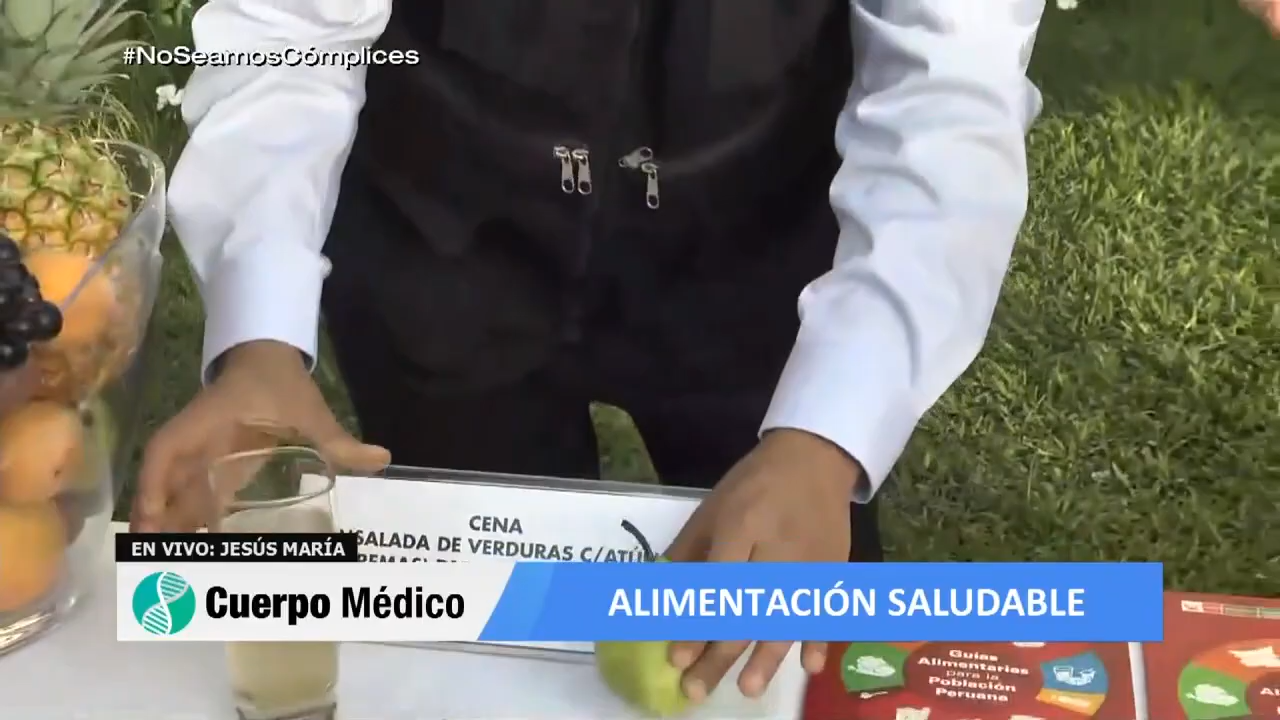 #NoSeamosCómplices
CENA
SALADA DE VERDURAS C/ATÚ
EN VIVO: JESÚS MARÍA
Cuerpo Médico
ALIMENTACIÓN SALUDABLE
Guías
Alimentarias
para la
Población
Peruana